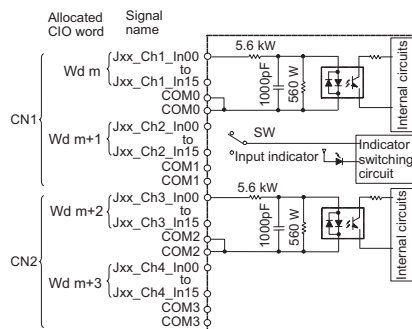 Allocated
CIO word
Signal
name
CN1
Wd m
Jxx_Ch1_In00
to
Jxx_Ch1_In15
COM0
COM0
Wd m+1
Jxx_Ch2_In00
to
Jxx_Ch2_In15
COM1
COM1
CN2
Wd m+2
Jxx_Ch3_In00
to
Jxx_Ch3_In15
COM2
COM2
Wd m+3
Jxx_Ch4_In00
to
Jxx_Ch4_In15
COM3
COM3
5.6 kW
1000pF
560 W
Internal circuits
SW
Input indicator
Indicator
switching
circuit
5.6 kW
1000pF
560 W
Internal circuits